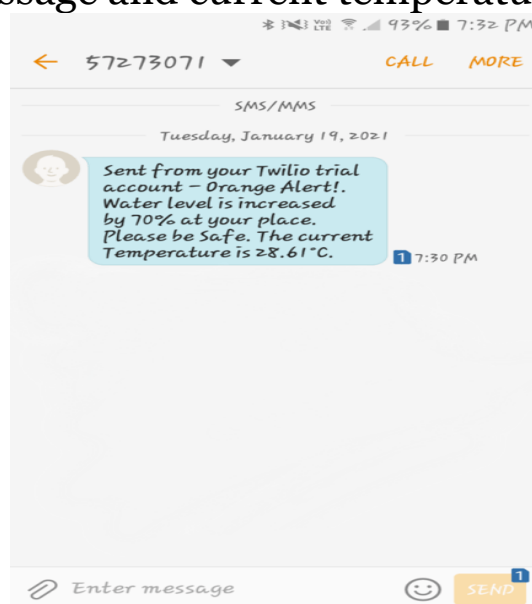 ssage and current temperatu
93% 7:32 PM
57273071 CALL MORE
SMS/MMS
Tuesday, January 19, 2021
Sent from your Twilio trial
account – Orange Alert!.
Water level is increased
by 70% at your place.
Please be Safe. The current
Temperature is 28.61°C.
1 7:30 PM
Enter message SEND 1